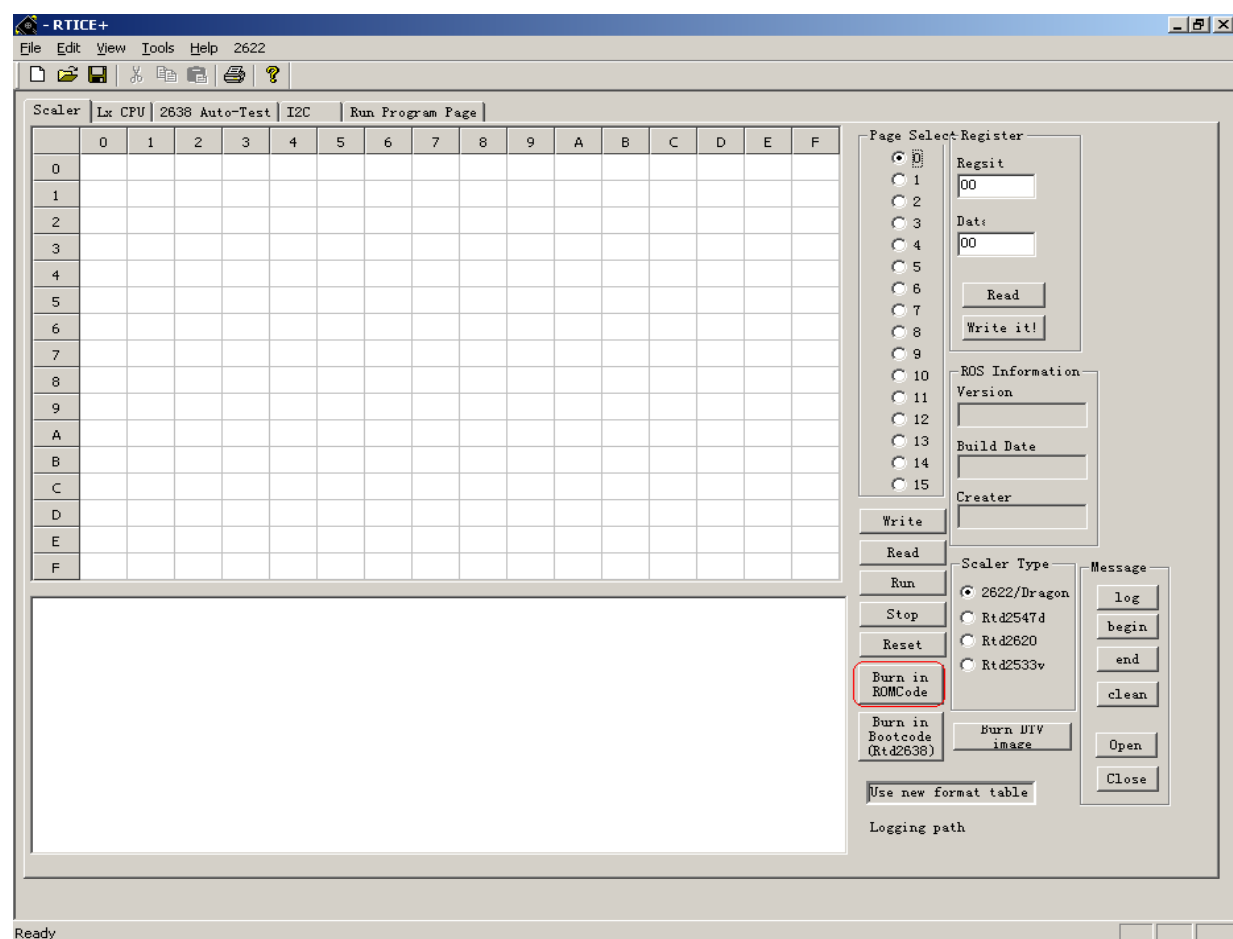 - RTICE+
File Edit View Tools Help 2622
Scaler Lx CPU 2638 Auto-Test I2C Run Program Page
0 1 2 3 4 5 6 7 8 9 A B C D E F
0
1
2
3
4
5
6
7
8
9
A
B
C
D
E
F
Page Selec
0
1
2
3
4
5
6
7
8
9
10
11
12
13
14
15
Register
Regsit
00
Data
00
Read
Write it!
ROS Information
Version
Build Date
Creater
Write
Read
Run
Stop
Reset
Burn in
ROMCode
Burn in
Bootcode
(Rtd2638)
Scaler Type
2622/Dragon
Rtd2547d
Rtd2620
Rtd2533v
Burn DTV
image
Message
log
begin
end
clean
Open
Close
Use new format table
Logging path
Ready